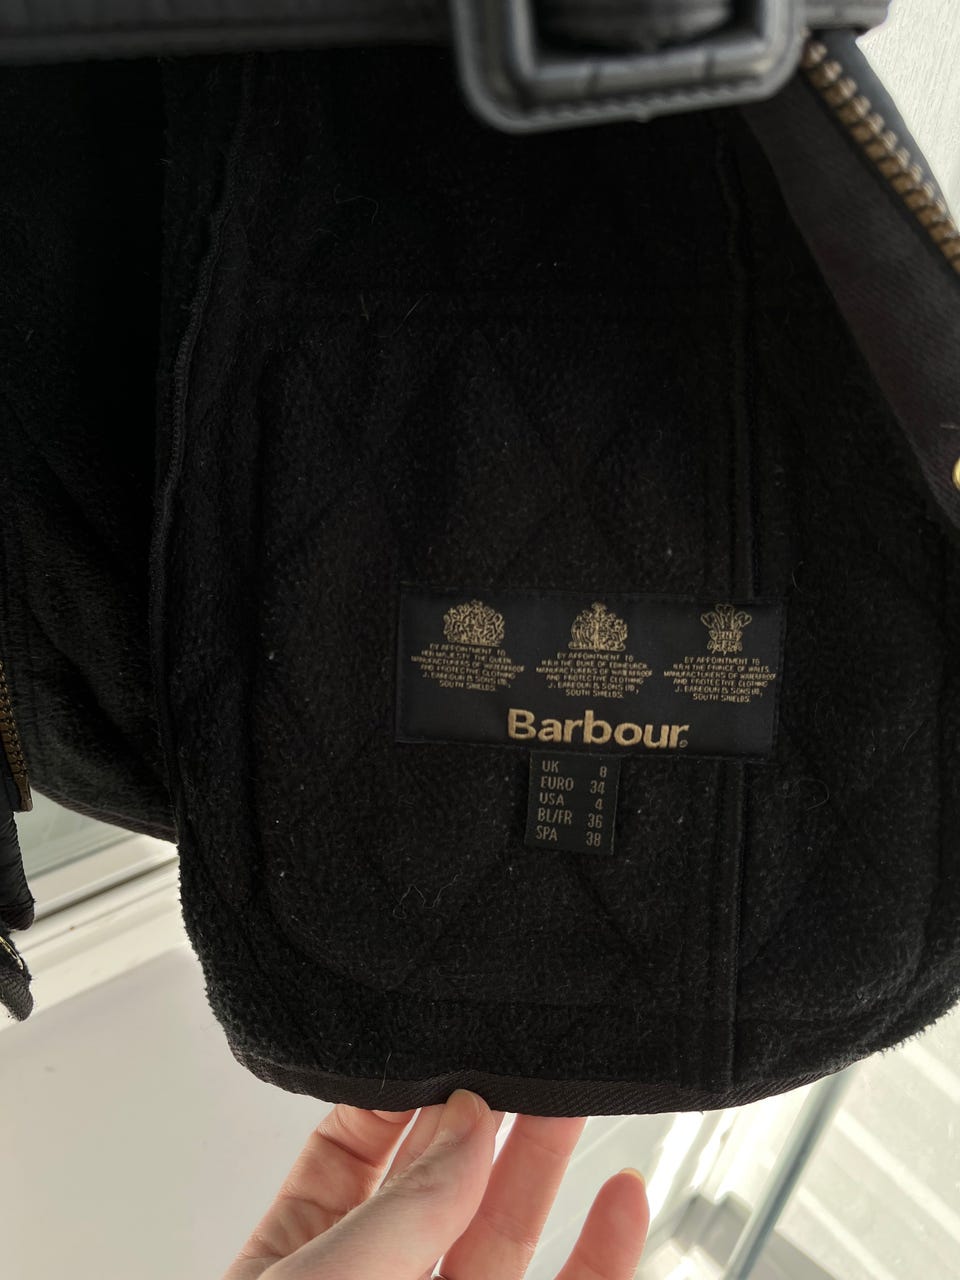 BY APPOINTMENT TO
HER MAJESTY THE QUEEN
MANUFACTURERS OF WATERPROOF
AND PROTECTIVE CLOTHING
J. BARBOUR & SONS LTD,
SOUTH SHIELDS.
BY APPOINTMENT TO
H.R.H THE DUKE OF EDINBURGH
MANUFACTURERS OF WATERPROOF
AND PROTECTIVE CLOTHING
J. BARBOUR & SONS LTD,
SOUTH SHIELDS.
BY APPOINTMENT TO
H.R.H THE PRINCE OF WALES
MANUFACTURERS OF WATERPROOF
AND PROTECTIVE CLOTHING
J. BARBOUR & SONS LTD,
SOUTH SHIELDS.
Barbour®
UK 8
EURO 34
USA 4
BL/FR 36
SPA 38